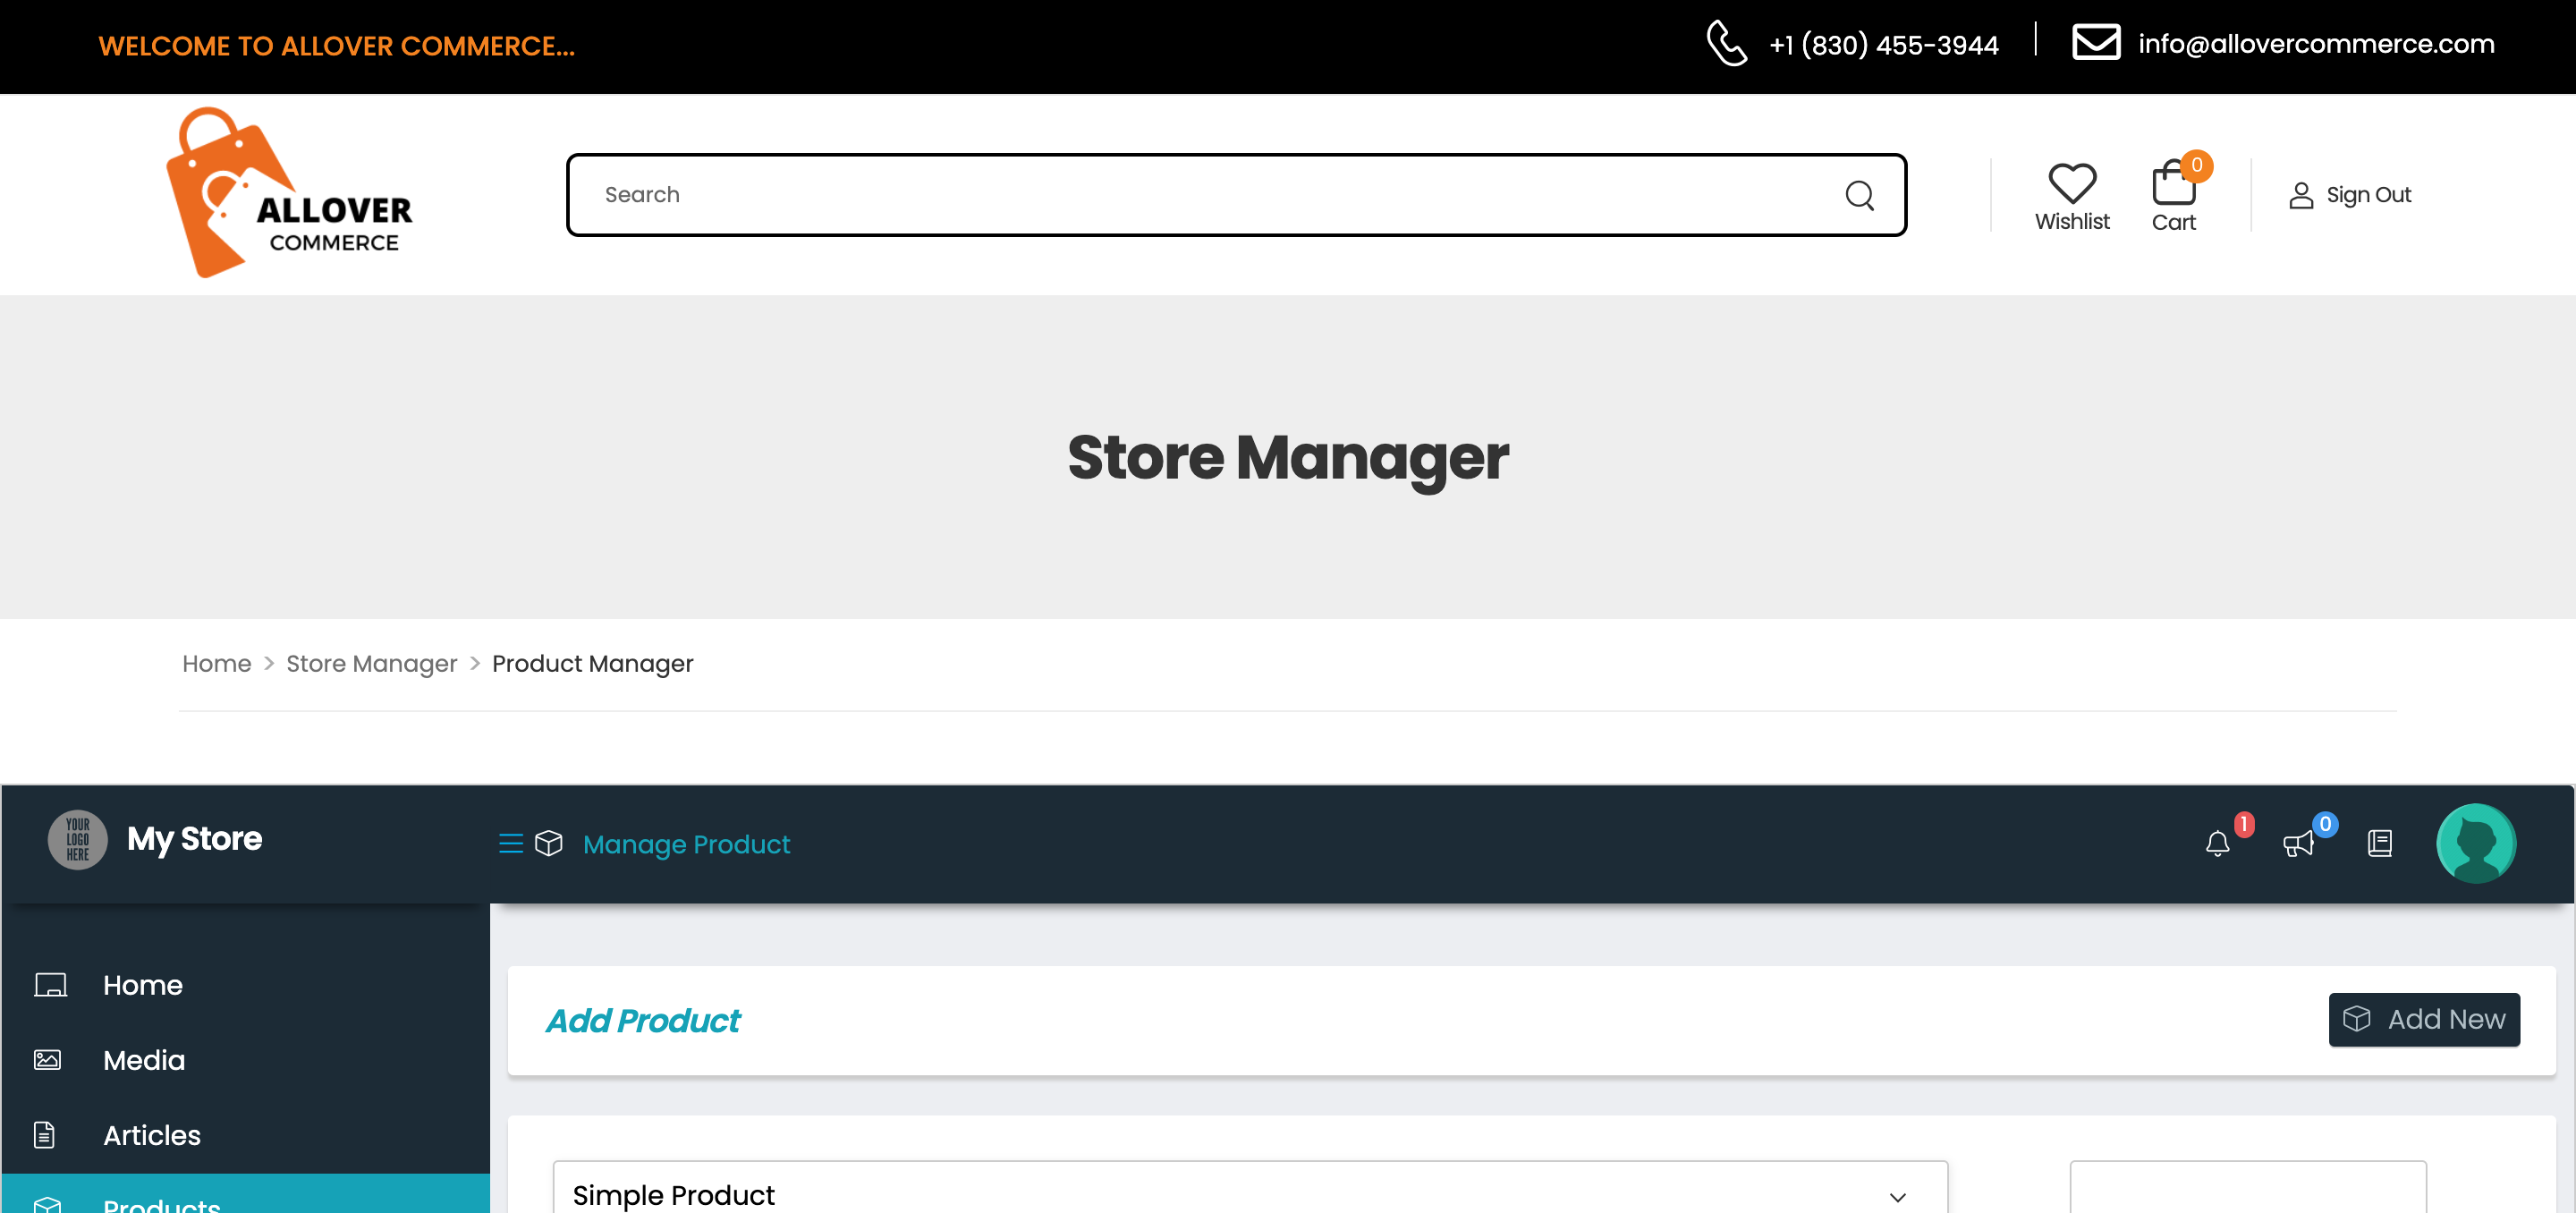 WELCOME TO ALLOVER COMMERCE...
+1 (830) 455-3944
info@allovercommerce.com
ALLOVER
COMMERCE
Search
0
Wishlist
Cart
Sign Out
Store Manager
Home > Store Manager > Product Manager
YOUR
LOGO
HERE
My Store
Manage Product
1
0
Home
Media
Articles
Products
Add Product
Add New
Simple Product